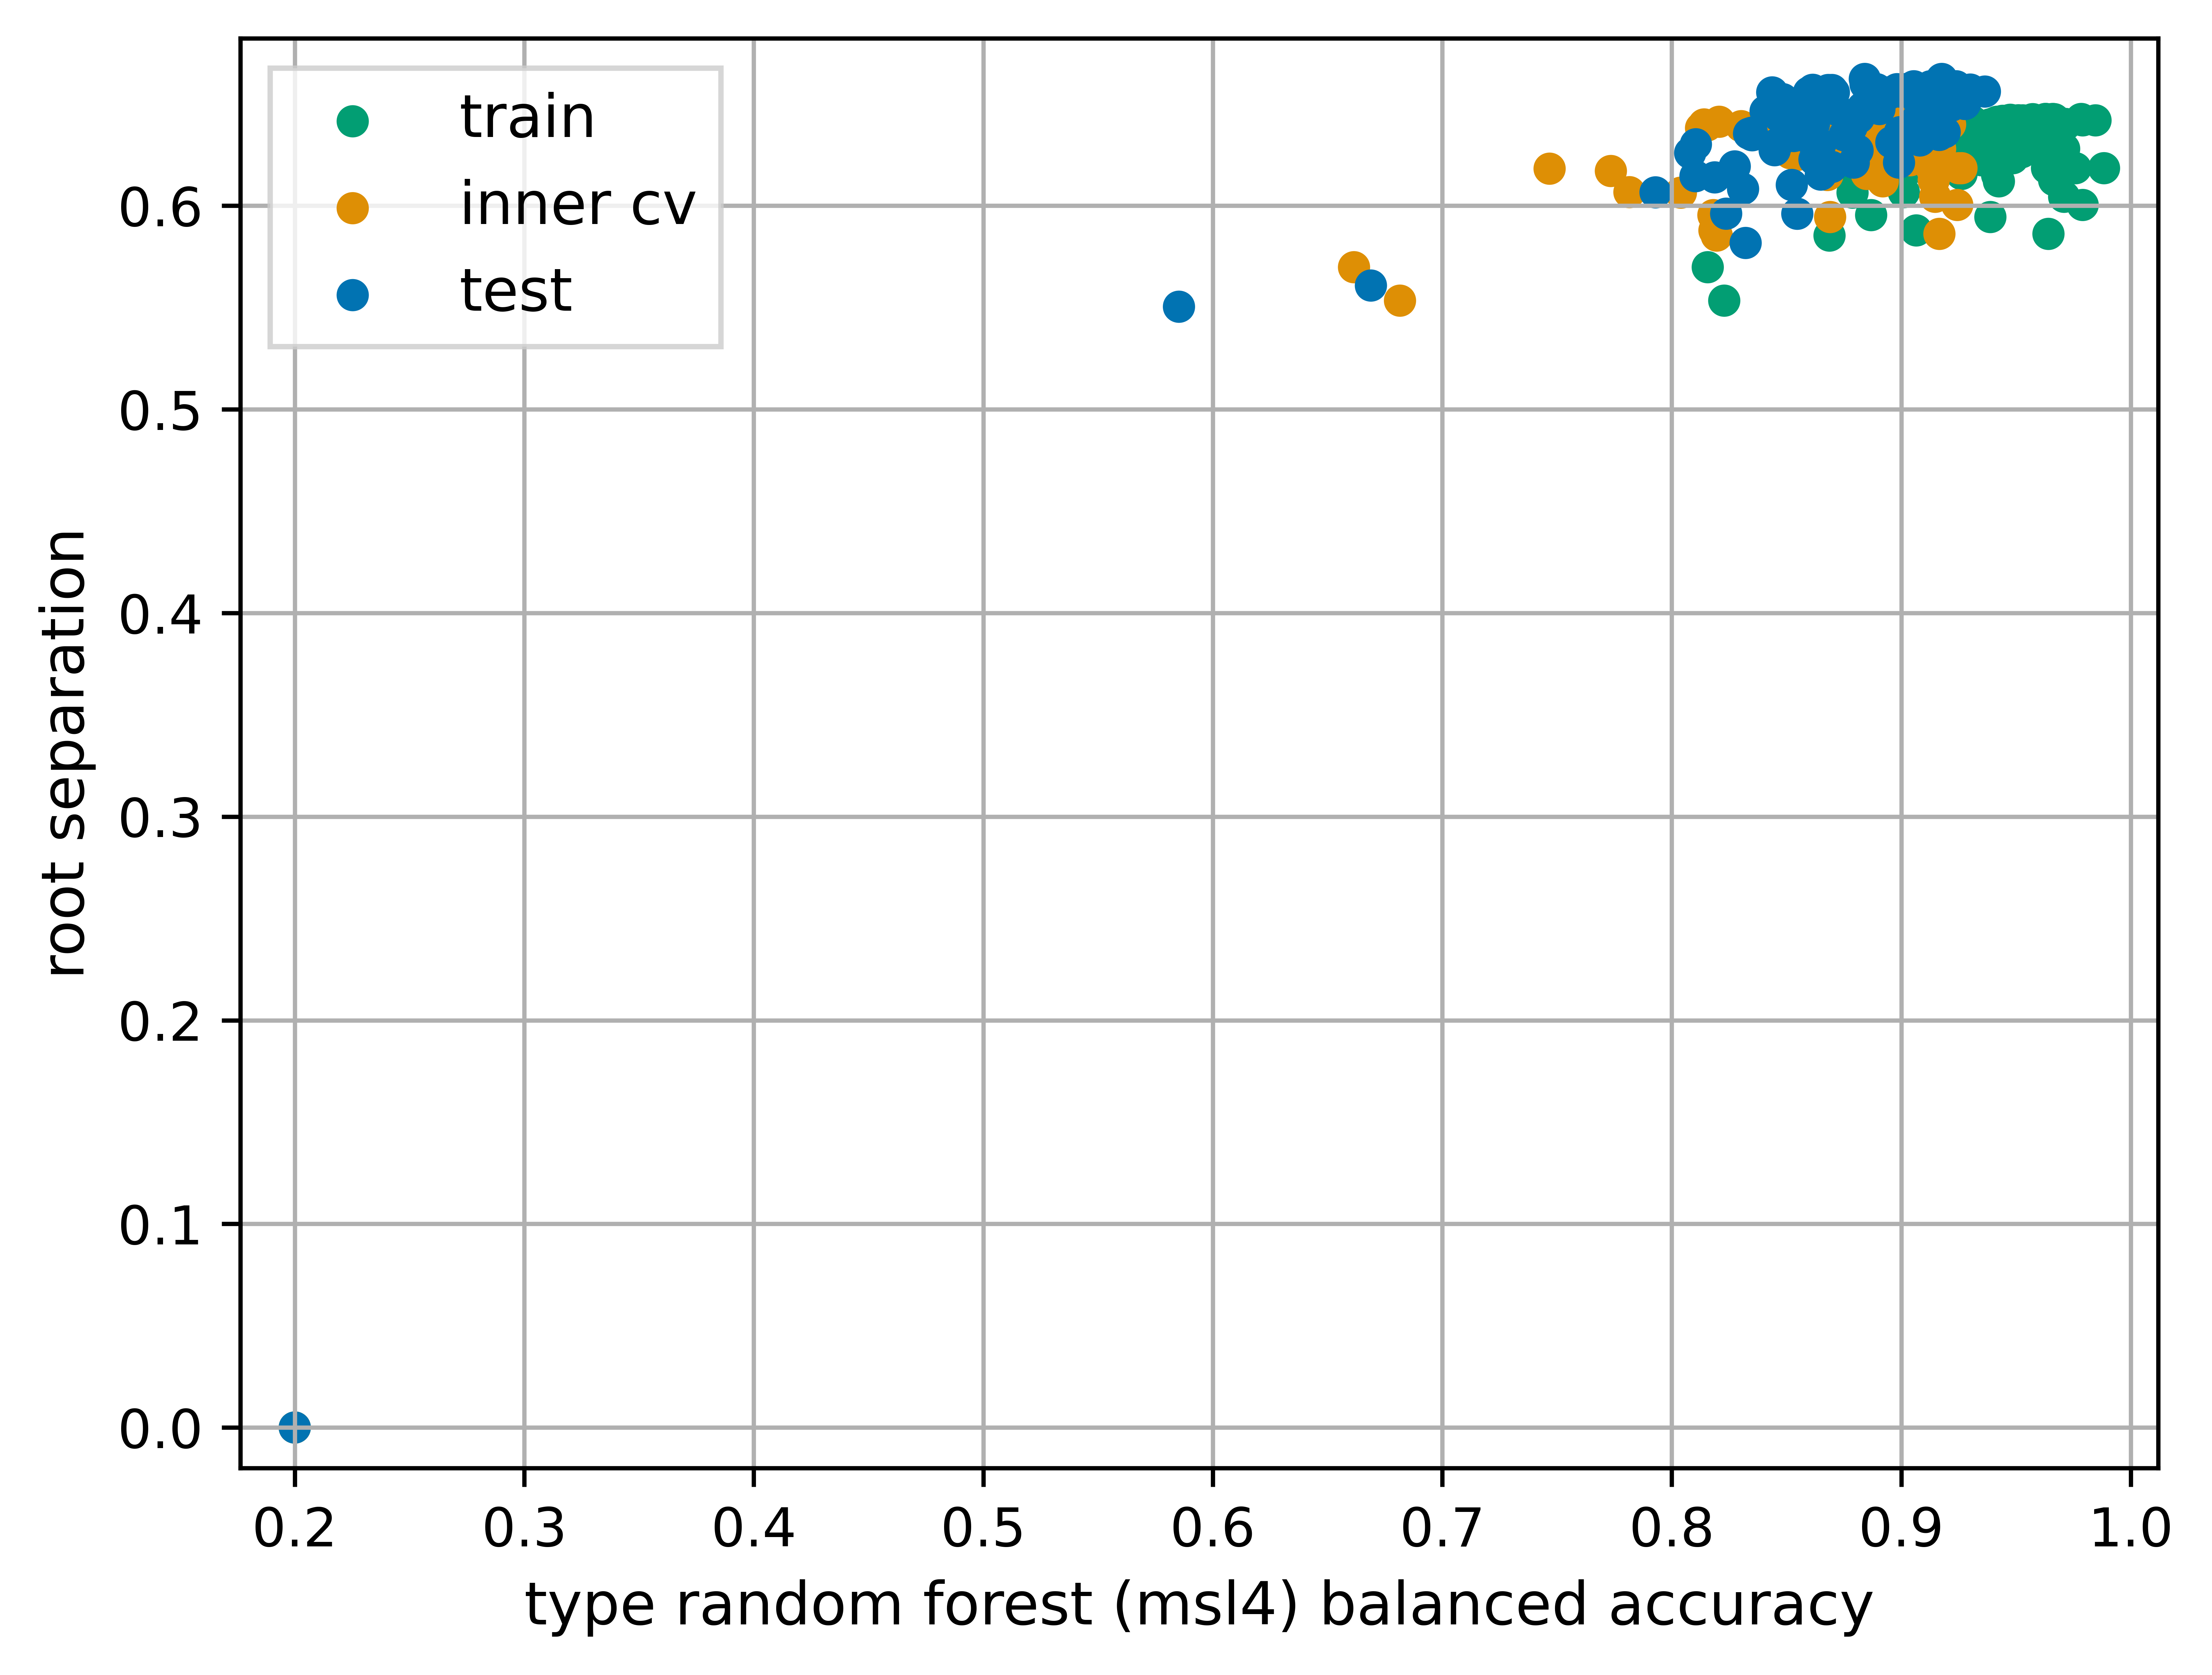 train
inner cv
test
0.6
0.5
0.4
0.3
0.2
0.1
0.0
root separation
0.2 0.3 0.4 0.5 0.6 0.7 0.8 0.9 1.0
type random forest (msl4) balanced accuracy